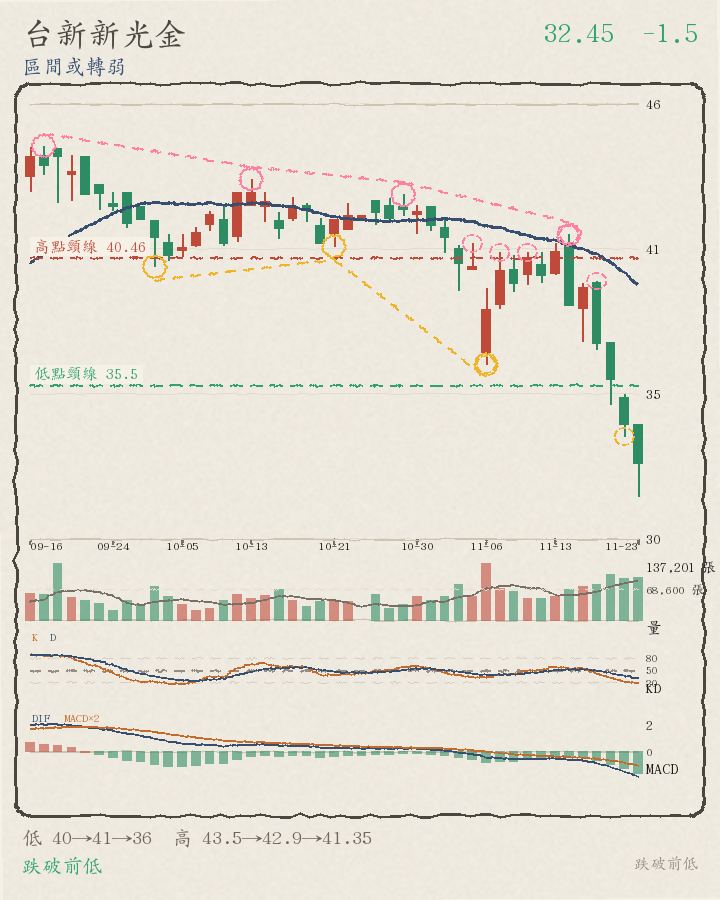 台新新光金 32.45 -1.5
區間或轉弱
46
高點頸線 40.46
41
低點頸線 35.5
35
30
09-16 09-24 10-05 10-13 10-21 10-30 11-06 11-13 11-23
137,201 張
68,600 張
量
K D
80
50
20
KD
DIF MACD×2
2
0
MACD
低 40→41→36 高 43.5→42.9→41.35
跌破前低 跌破前低